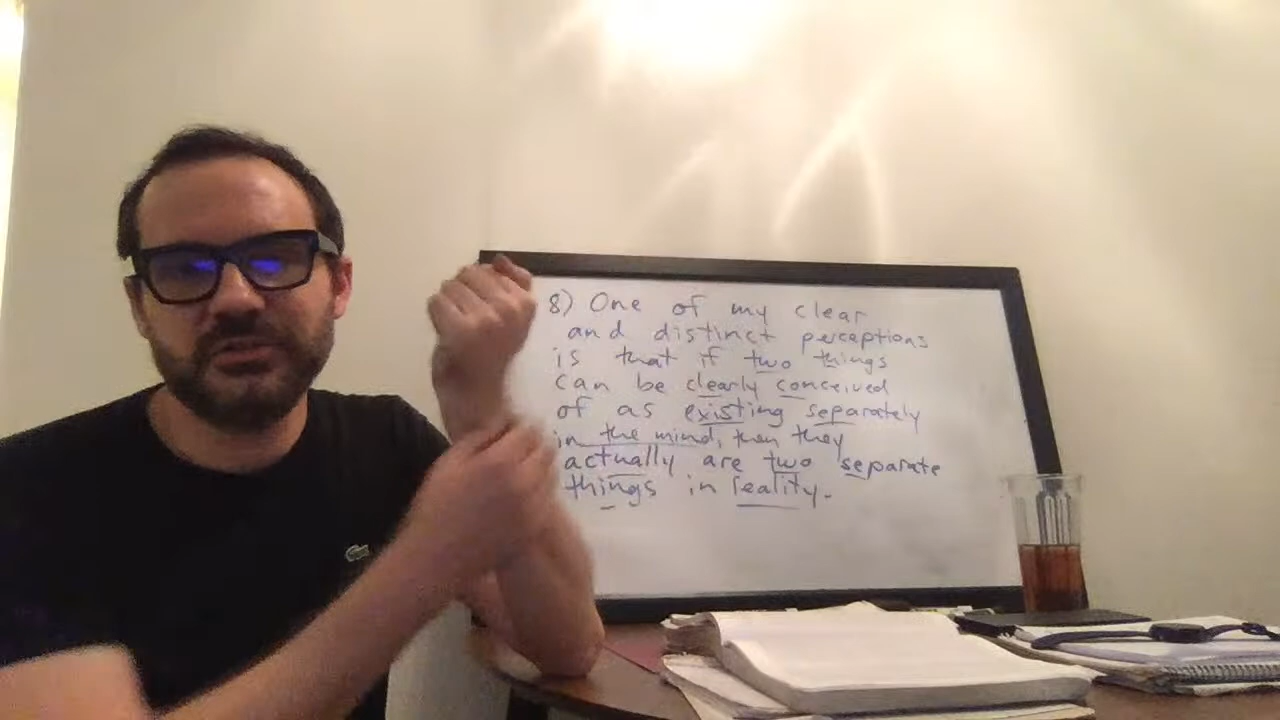 8) One of my clear
and distinct perceptions
is that if two things
can be clearly conceived
of as existing separately
in the mind, then they
actually are two separate
things in reality.